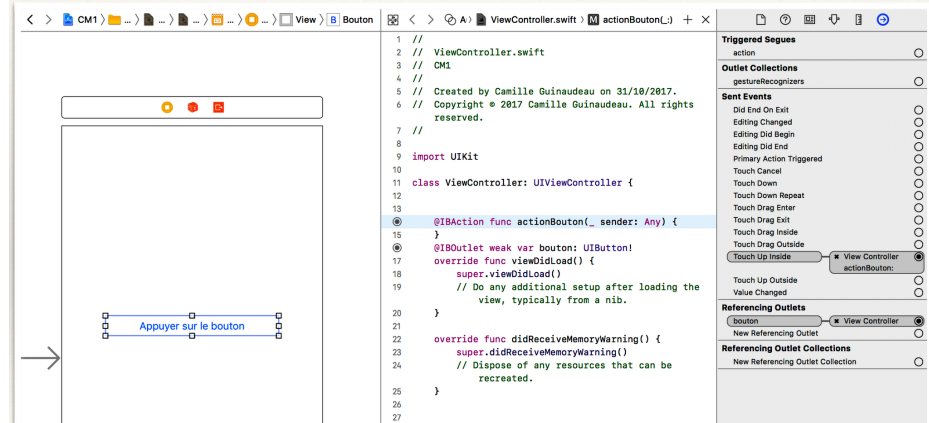 CM1 ... ... ... ... ... View B Bouton
A ViewController.swift M actionBouton(_:)
1 //
2 // ViewController.swift
3 // CM1
4 //
5 // Created by Camille Guinaudeau on 31/10/2017.
6 // Copyright © 2017 Camille Guinaudeau. All rights
reserved.
7 //
8
9 import UIKit
10
11 class ViewController: UIViewController {
12
13
@IBAction func actionBouton(_ sender: Any) {
15 }
@IBOutlet weak var bouton: UIButton!
17 override func viewDidLoad() {
18 super.viewDidLoad()
19 // Do any additional setup after loading the
view, typically from a nib.
20 }
21
22 override func didReceiveMemoryWarning() {
23 super.didReceiveMemoryWarning()
24 // Dispose of any resources that can be
recreated.
25 }
26
27
Appuyer sur le bouton
Triggered Segues
action
Outlet Collections
gestureRecognizers
Sent Events
Did End On Exit
Editing Changed
Editing Did Begin
Editing Did End
Primary Action Triggered
Touch Cancel
Touch Down
Touch Down Repeat
Touch Drag Enter
Touch Drag Exit
Touch Drag Inside
Touch Drag Outside
Touch Up Inside View Controller
actionBouton:
Touch Up Outside
Value Changed
Referencing Outlets
bouton View Controller
New Referencing Outlet
Referencing Outlet Collections
New Referencing Outlet Collection